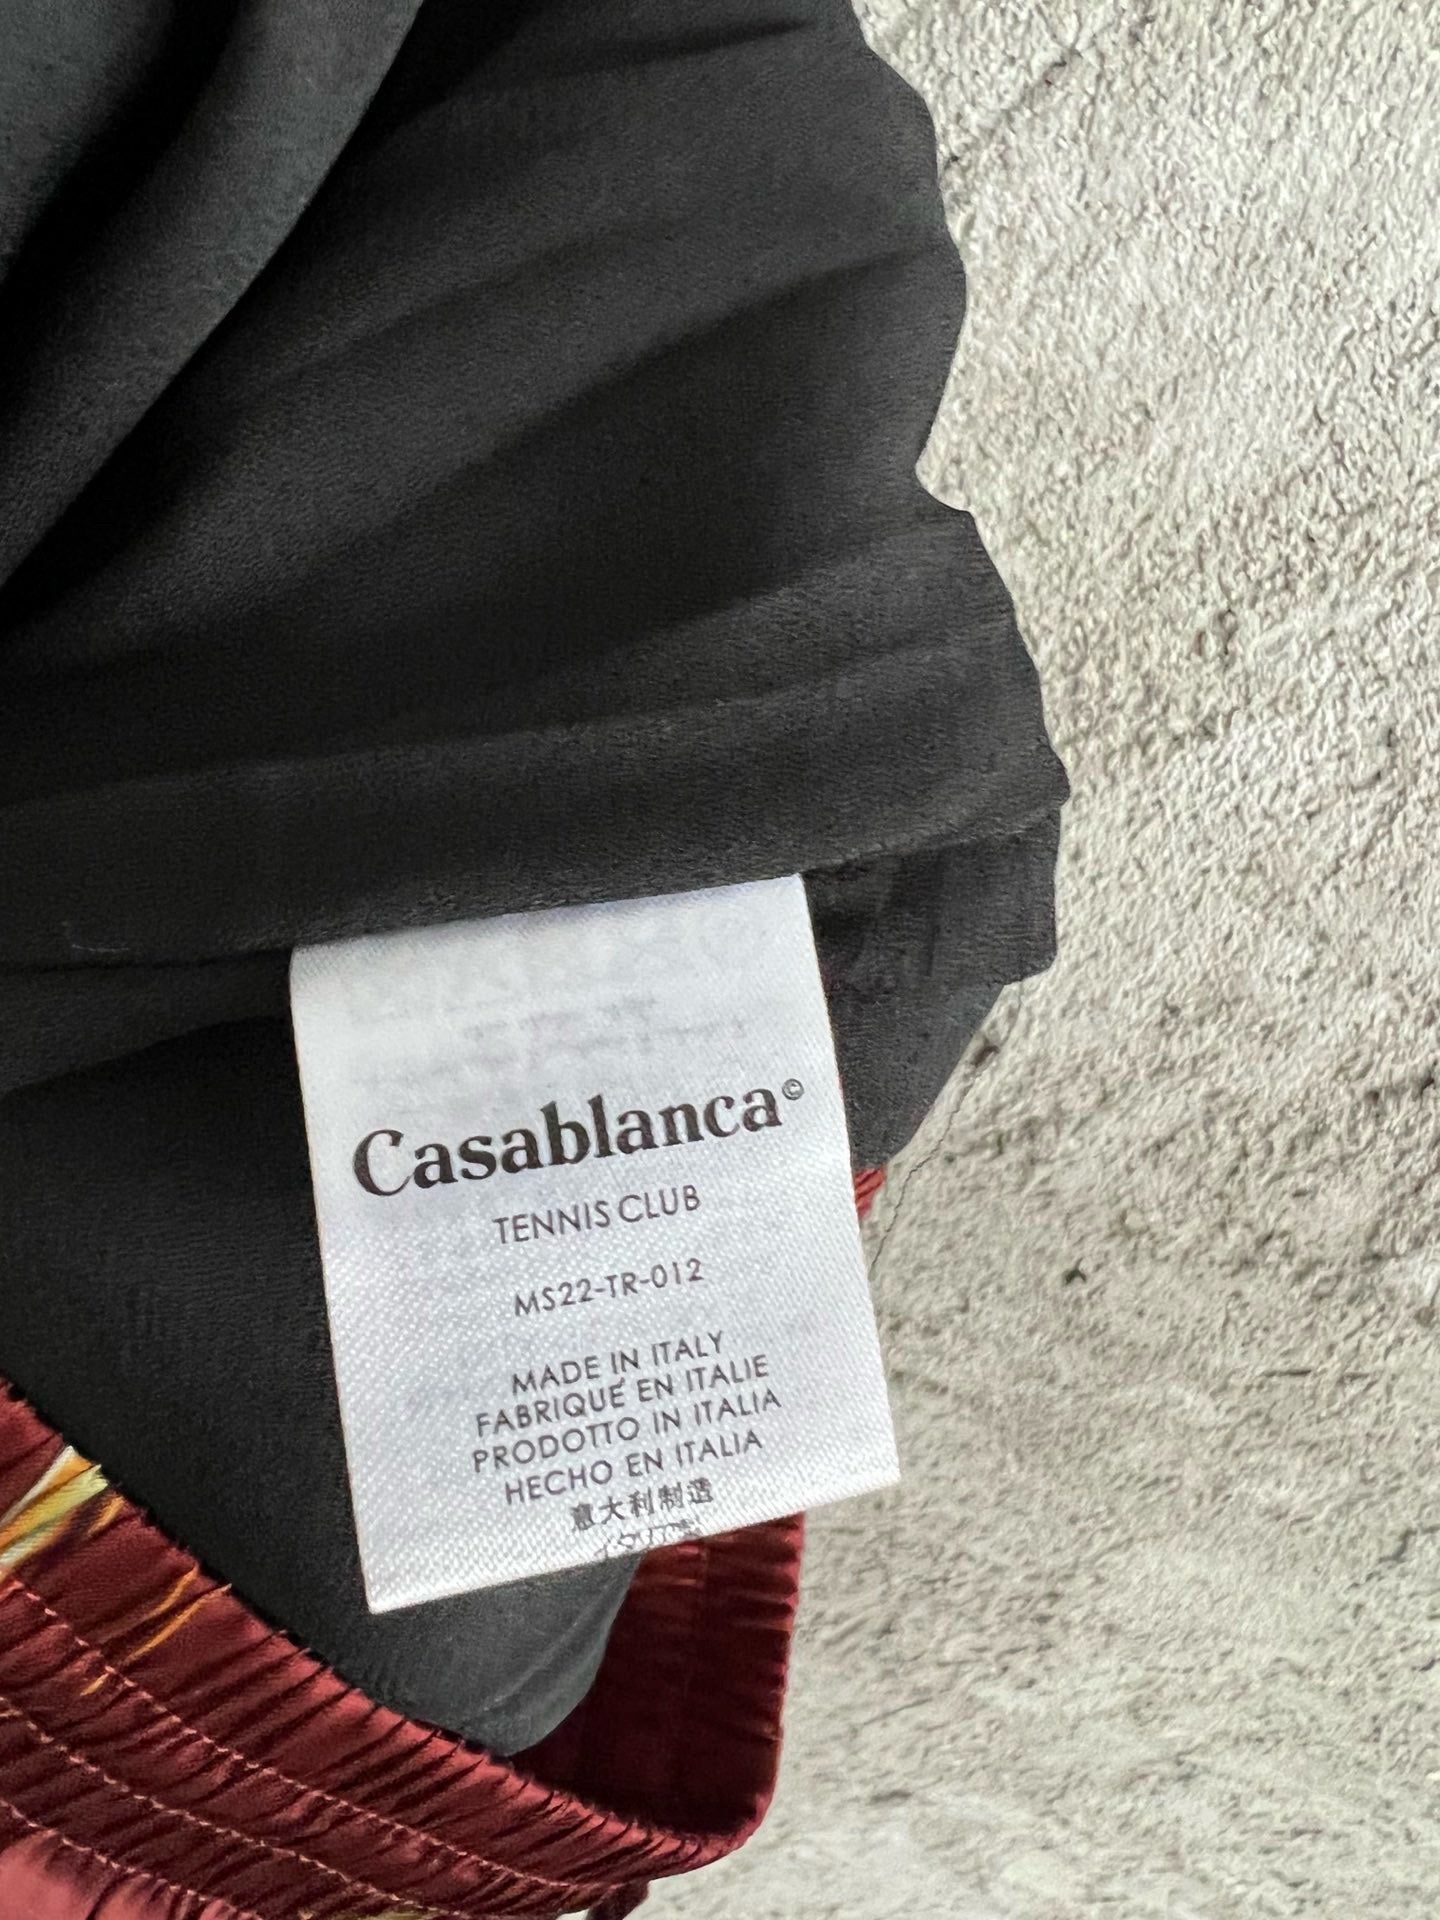 Casablanca©
TENNIS CLUB
MS22-TR-012
MADE IN ITALY
FABRIQUÉ EN ITALIE
PRODOTTO IN ITALIA
HECHO EN ITALIA
意大利制造